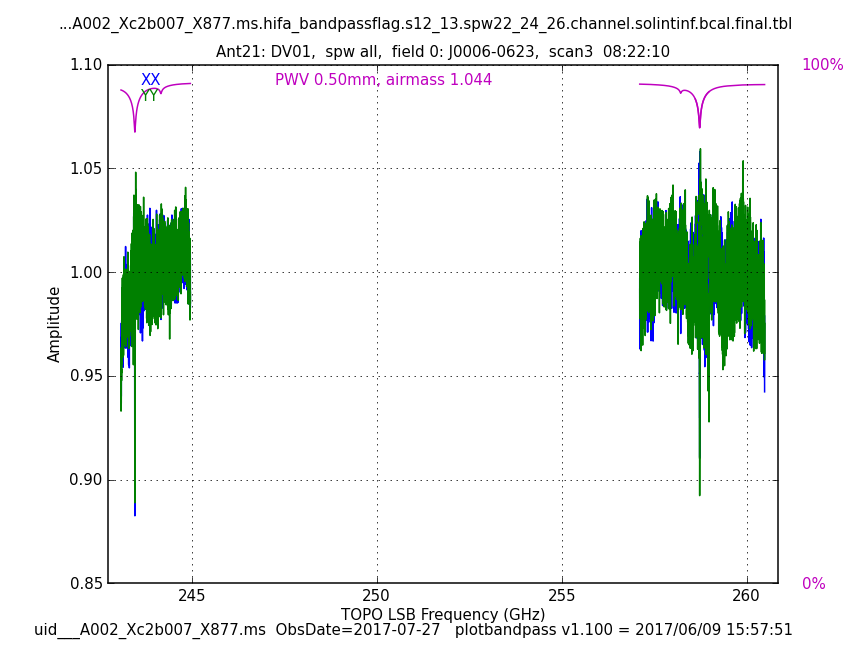 ...A002_Xc2b007_X877.ms.hifa_bandpassflag.s12_13.spw22_24_26.channel.solintinf.bcal.final.tbl
Ant21: DV01,  spw all,  field 0: J0006-0623,  scan3  08:22:10
1.10
100%
XX
PWV 0.50mm, airmass 1.044
YY
1.05
1.00
Amplitude
0.95
0.90
0.85
0%
245
250
255
260
TOPO LSB Frequency (GHz)
uid___A002_Xc2b007_X877.ms  ObsDate=2017-07-27   plotbandpass v1.100 = 2017/06/09 15:57:51